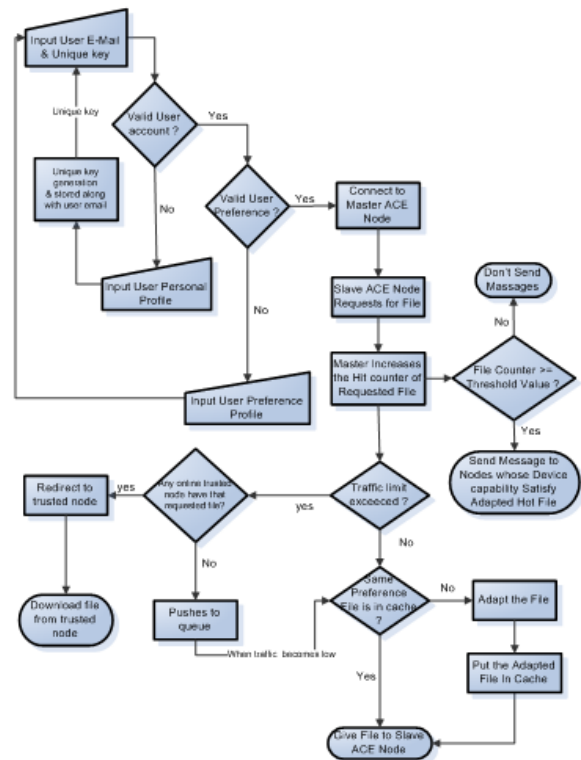 Input User E-Mail
& Unique key
Unique key
Valid User
account ?
Yes
Unique key
generation
& stored along
with user email
No
Valid User
Preference ?
Yes
Connect to
Master ACE
Node
Input User Personal
Profile
Slave ACE Node
Requests for File
Don't Send
Massages
No
No
Master Increases
the Hit counter of
Requested File
File Counter >=
Threshold Value ?
Input User Preference
Profile
Yes
Send Message to
Nodes whose Device
capability Satisfy
Adapted Hot File
Redirect to
trusted node
yes
Any online trusted
node have that
requested file?
yes
Traffic limit
exceeced ?
No
No
Download file
from trusted
node
Pushes to
queue
When traffic becomes low
Same
Preference
File is in cache
?
No
Adapt the File
Yes
Put the Adapted
File In Cache
Give File to Slave
ACE Node